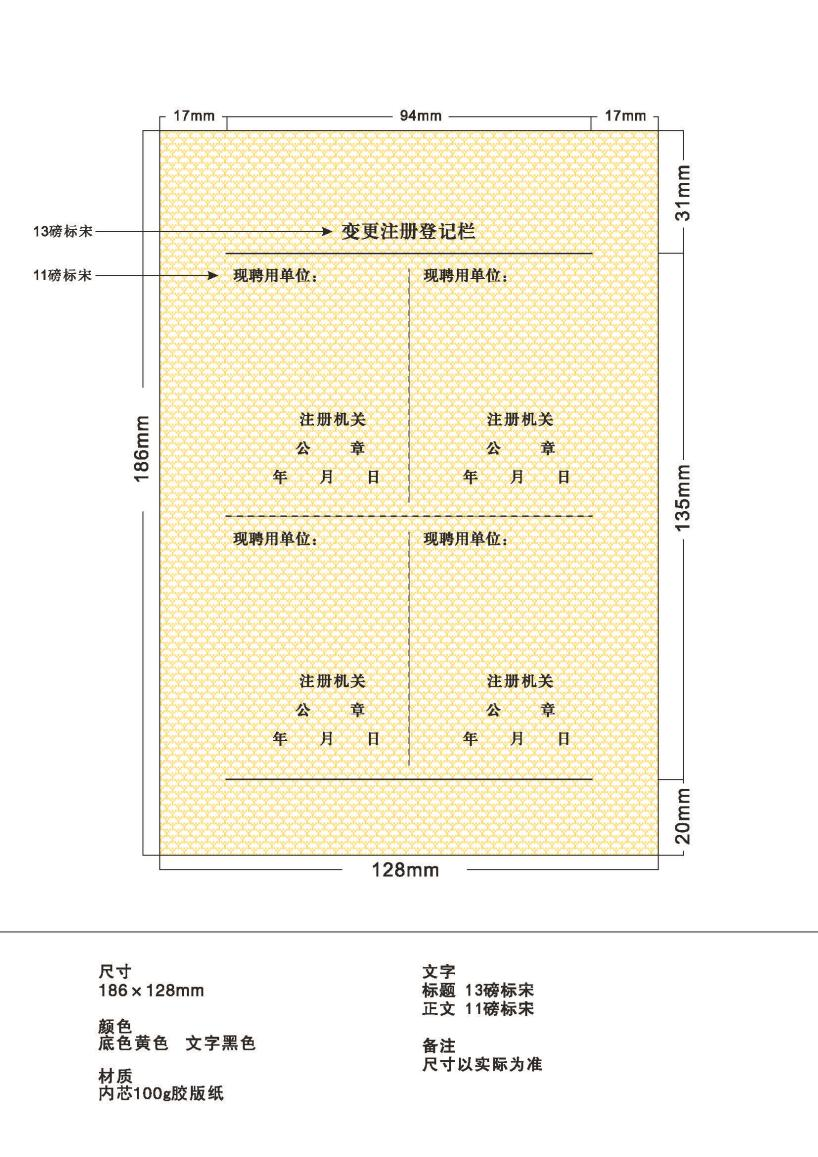 17mm 94mm 17mm
31mm
13磅标宋 变更注册登记栏
11磅标宋 现聘用单位： 现聘用单位：
注册机关 注册机关
公 章 公 章
年 月 日 年 月 日
186mm
135mm
现聘用单位： 现聘用单位：
注册机关 注册机关
公 章 公 章
年 月 日 年 月 日
20mm
128mm
尺寸
186×128mm
颜色
底色黄色 文字黑色
材质
内芯100g胶版纸
文字
标题 13磅标宋
正文 11磅标宋
备注
尺寸以实际为准